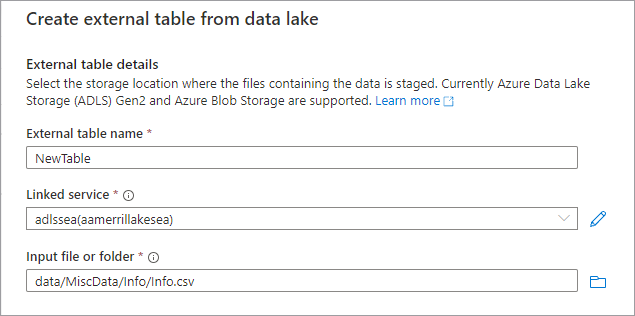 Create external table from data lake
External table details
Select the storage location where the files containing the data is staged. Currently Azure Data Lake
Storage (ADLS) Gen2 and Azure Blob Storage are supported. Learn more
External table name *
NewTable
Linked service *
adlssea(aamerrillakesea)
Input file or folder *
data/MiscData/Info/Info.csv